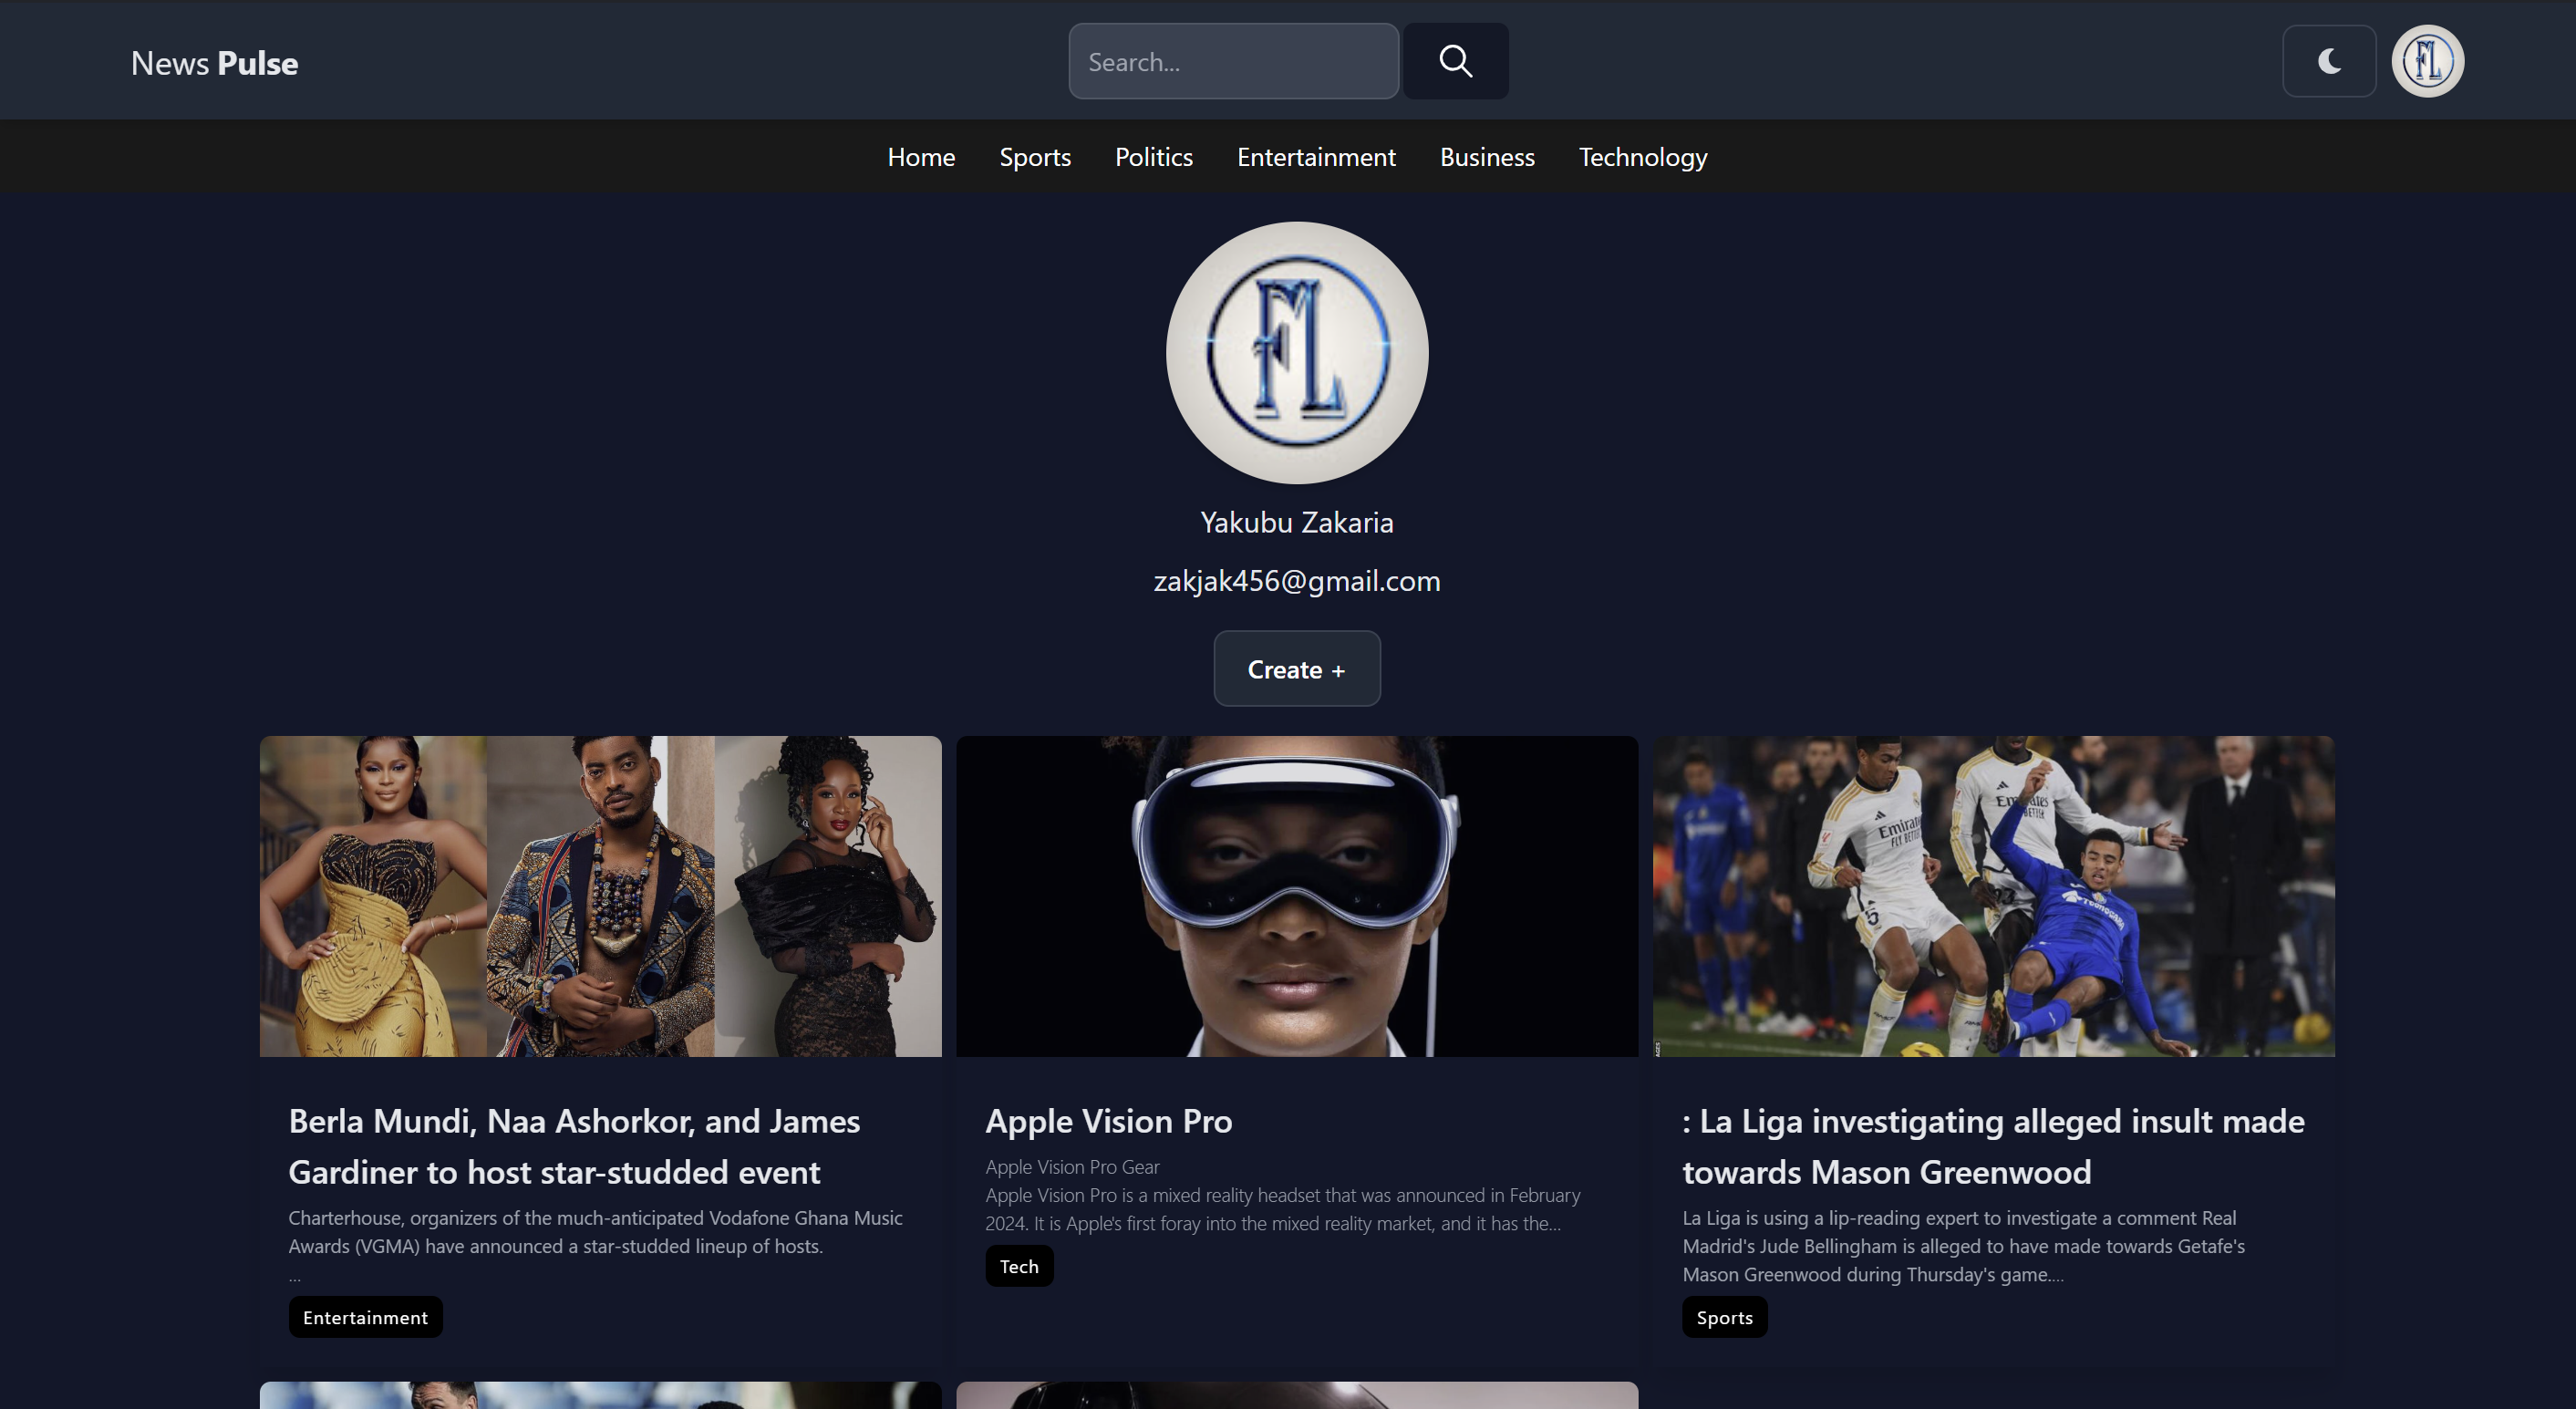 News Pulse
Search...
Home Sports Politics Entertainment Business Technology
FL
Yakubu Zakaria
zakjak456@gmail.com
Create +
Emirates
FLY BETTER
Emirates
BETTER
5
Berla Mundi, Naa Ashorkor, and James
Gardiner to host star-studded event
Charterhouse, organizers of the much-anticipated Vodafone Ghana Music
Awards (VGMA) have announced a star-studded lineup of hosts.
...
Entertainment
Apple Vision Pro
Apple Vision Pro Gear
Apple Vision Pro is a mixed reality headset that was announced in February
2024. It is Apple's first foray into the mixed reality market, and it has the...
Tech
: La Liga investigating alleged insult made
towards Mason Greenwood
La Liga is using a lip-reading expert to investigate a comment Real
Madrid's Jude Bellingham is alleged to have made towards Getafe's
Mason Greenwood during Thursday's game....
Sports